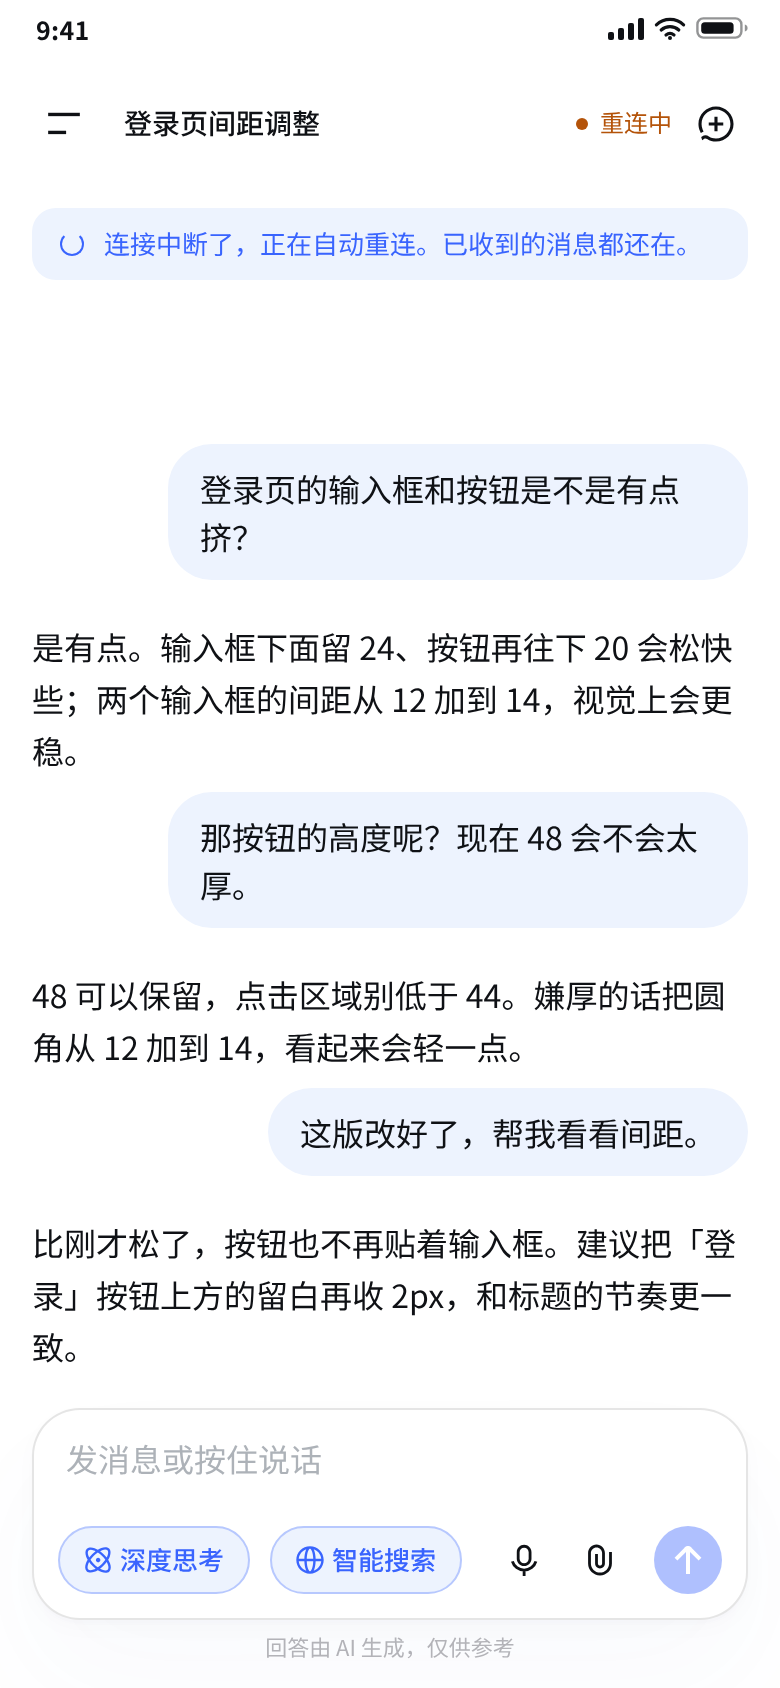 9:41
登录页间距调整
重连中
连接中断了，正在自动重连。已收到的消息都还在。
登录页的输入框和按钮是不是有点
挤？
是有点。输入框下面留 24、按钮再往下 20 会松快
些；两个输入框的间距从 12 加到 14，视觉上会更
稳。
那按钮的高度呢？现在 48 会不会太
厚。
48 可以保留，点击区域别低于 44。嫌厚的话把圆
角从 12 加到 14，看起来会轻一点。
这版改好了，帮我看看间距。
比刚才松了，按钮也不再贴着输入框。建议把「登
录」按钮上方的留白再收 2px，和标题的节奏更一
致。
发消息或按住说话
深度思考
智能搜索
回答由 AI 生成，仅供参考